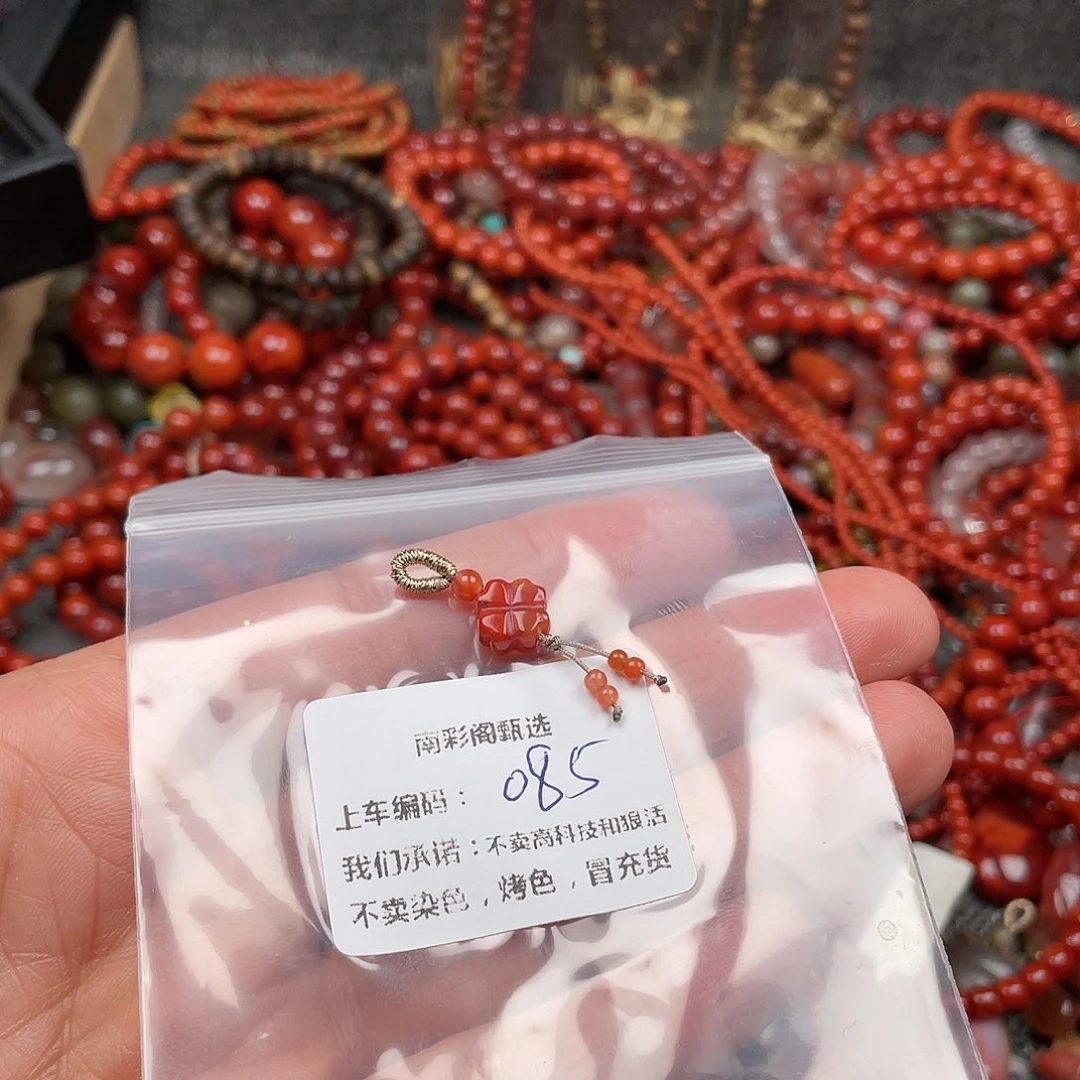 南彩阁甄选
上车编码：085
我们承诺：不卖高科技和狠活
不卖染色，烤色，冒充货